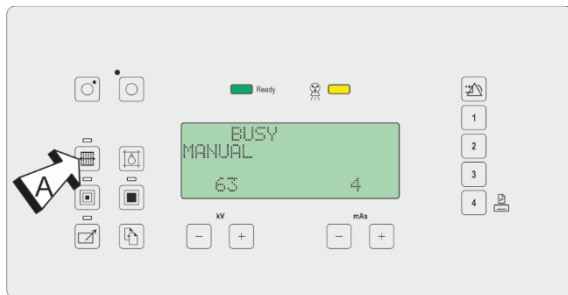 Ready
BUSY
MANUAL
63 4
kV mAs
- + - +
A
1
2
3
4